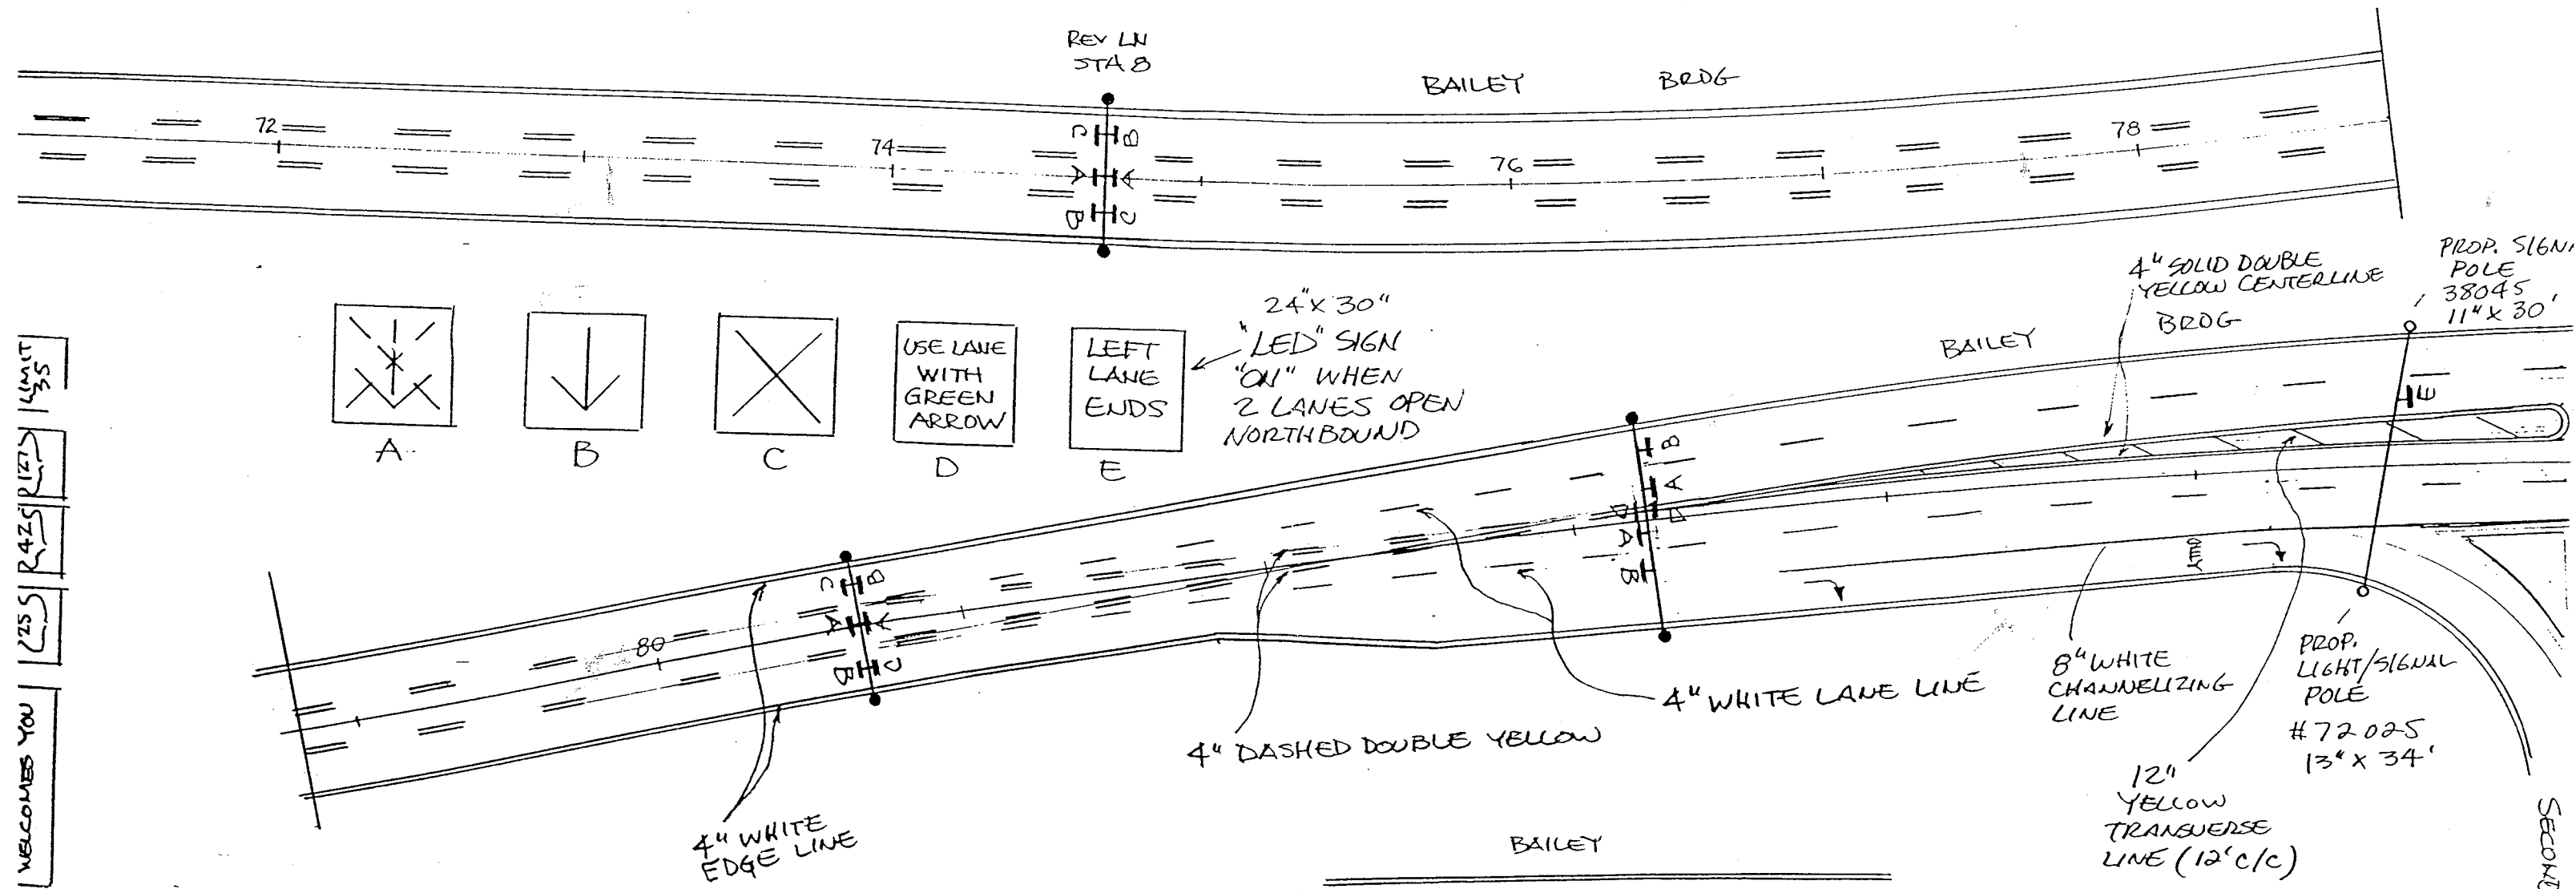 REV LN
STA 8
BAILEY BRDG
72
74
76
78
C B
A A
B C
USE LANE
WITH
GREEN
ARROW
LEFT
LANE
ENDS
A
B
C
D
E
24" X 30"
"LED" SIGN
"ON" WHEN
2 LANES OPEN
NORTHBOUND
4" SOLID DOUBLE
YELLOW CENTERLINE
BAILEY BRDG
PROP. SIGN
POLE
38045
11" X 30'
E
LIMIT
35
WELCOMES YOU
80
C B
A A
B C
B
A
D D
A
B
ONLY
4" WHITE
EDGE LINE
4" DASHED DOUBLE YELLOW
4" WHITE LANE LINE
8" WHITE
CHANNELIZING
LINE
PROP.
LIGHT/SIGNAL
POLE
#72025
13" X 34'
12"
YELLOW
TRANSVERSE
LINE (12' C/C)
SECOND
BAILEY